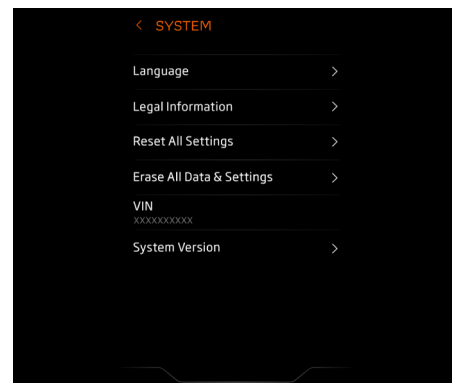 SYSTEM
Language
Legal Information
Reset All Settings
Erase All Data & Settings
VIN
XXXXXXXXXX
System Version